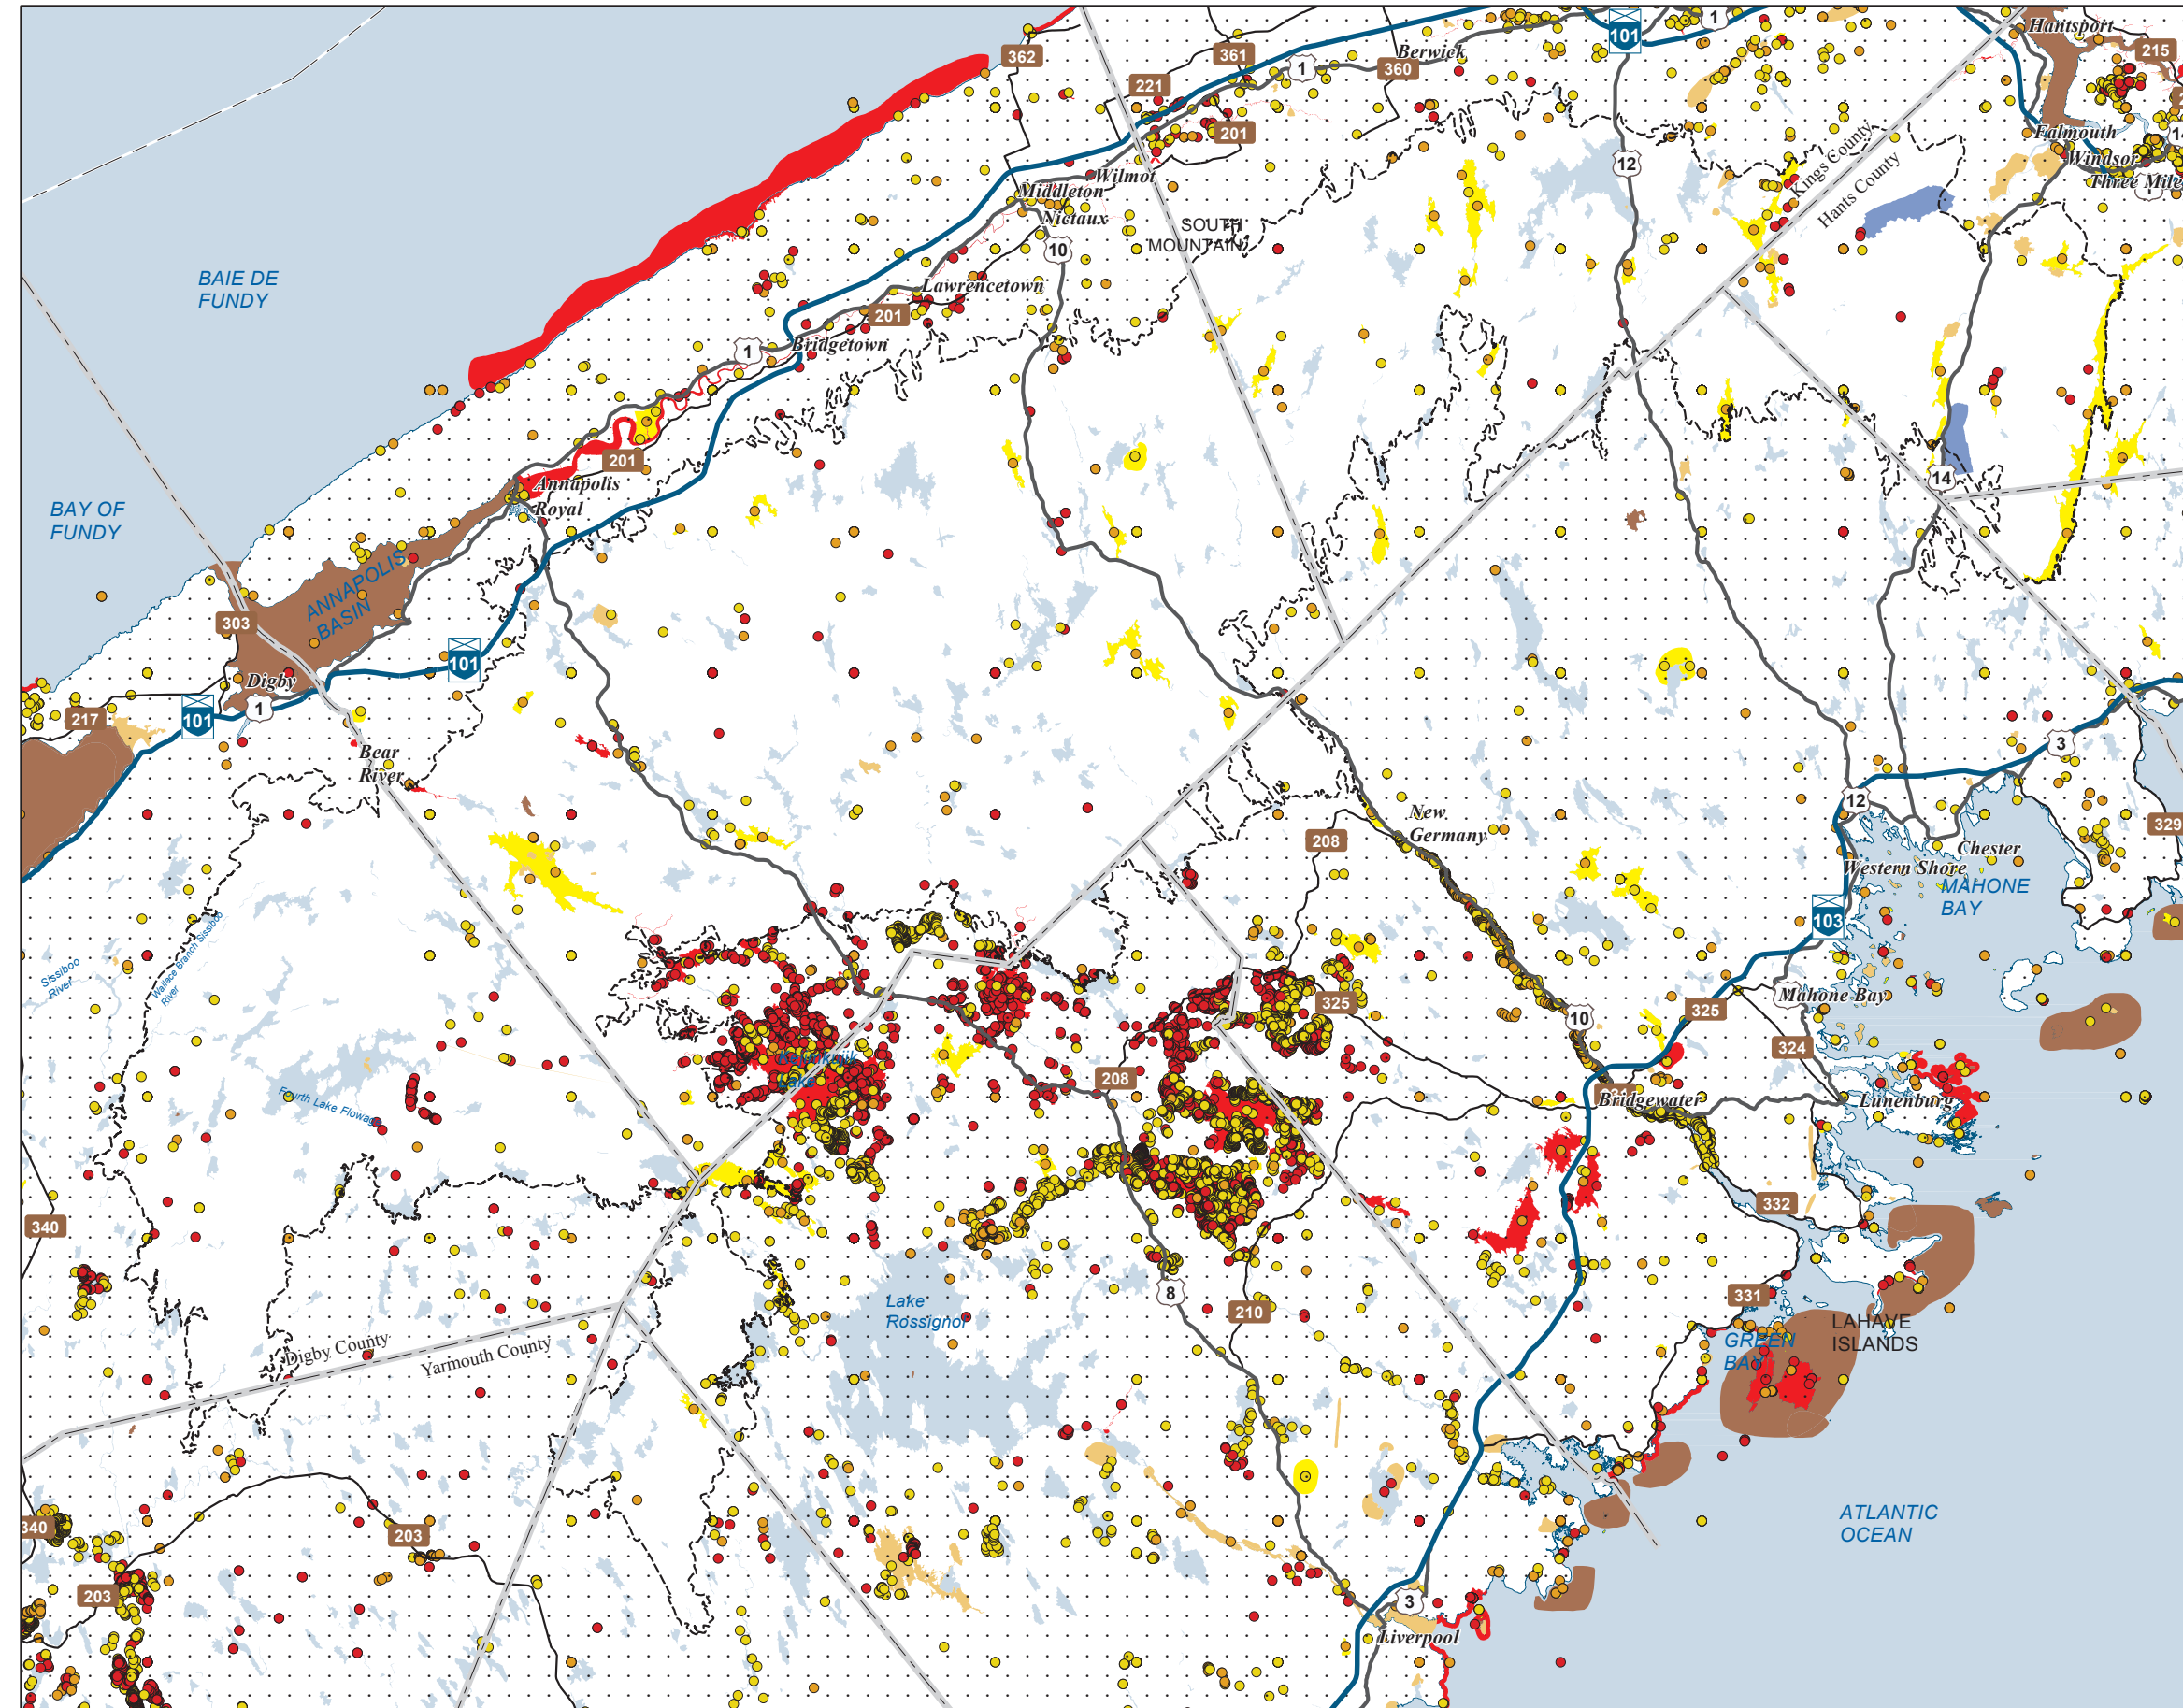 Hantsport
1
101
215
362
361
Berwick
1
360
221
201
Falmouth
Windsor
Three Mile
12
Kings County
Hants County
Wilmot
Middleton
Nictaux
SOUTH
MOUNTAIN
10
BAIE DE
FUNDY
Lawrencetown
201
1
Bridgetown
201
14
Annapolis
Royal
BAY OF
FUNDY
ANNAPOLIS
BASIN
303
101
Digby
217
101
1
3
Bear
River
12
New
Germany
208
329
Chester
Western Shore
MAHONE
BAY
103
Wallace Branch Sissiboo
River
Sissiboo
River
Mahone Bay
325
325
10
324
Lake
208
Fourth Lake Flowage
Bridgewater
Lunenburg
332
340
8
331
Lake
Rossignol
210
LAHAVE
ISLANDS
GREEN
BAY
Digby County
Yarmouth County
ATLANTIC
OCEAN
340
203
203
3
Liverpool